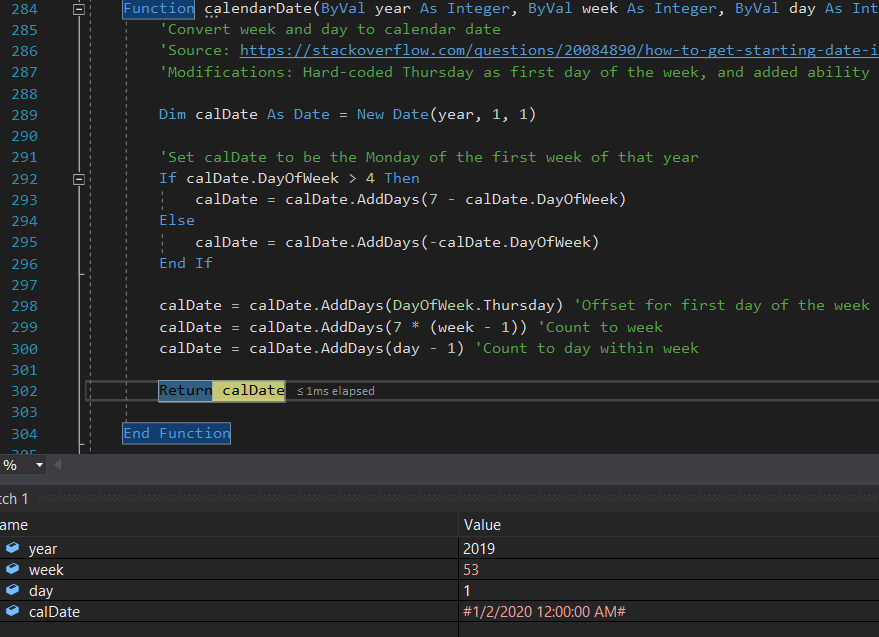 284 Function calendarDate(ByVal year As Integer, ByVal week As Integer, ByVal day As Int
285 'Convert week and day to calendar date
286 'Source: https://stackoverflow.com/questions/20084890/how-to-get-starting-date-i
287 'Modifications: Hard-coded Thursday as first day of the week, and added ability
288
289 Dim calDate As Date = New Date(year, 1, 1)
290
291 'Set calDate to be the Monday of the first week of that year
292 If calDate.DayOfWeek > 4 Then
293 calDate = calDate.AddDays(7 - calDate.DayOfWeek)
294 Else
295 calDate = calDate.AddDays(-calDate.DayOfWeek)
296 End If
297
298 calDate = calDate.AddDays(DayOfWeek.Thursday) 'Offset for first day of the week
299 calDate = calDate.AddDays(7 * (week - 1)) 'Count to week
300 calDate = calDate.AddDays(day - 1) 'Count to day within week
301
302 Return calDate ≤ 1ms elapsed
303
304 End Function
%
tch 1
ame Value
year 2019
week 53
day 1
calDate #1/2/2020 12:00:00 AM#